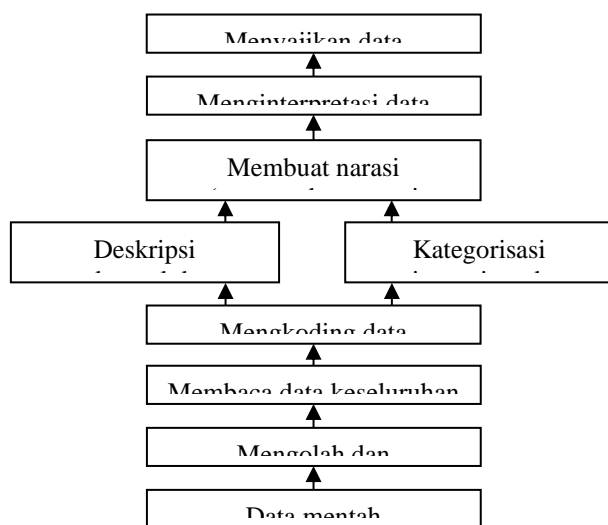 Menyajikan data
Menginterpretasi data
Membuat narasi
Deskripsi
Kategorisasi
Mengkoding data
Membaca data keseluruhan
Mengolah dan
Data mentah